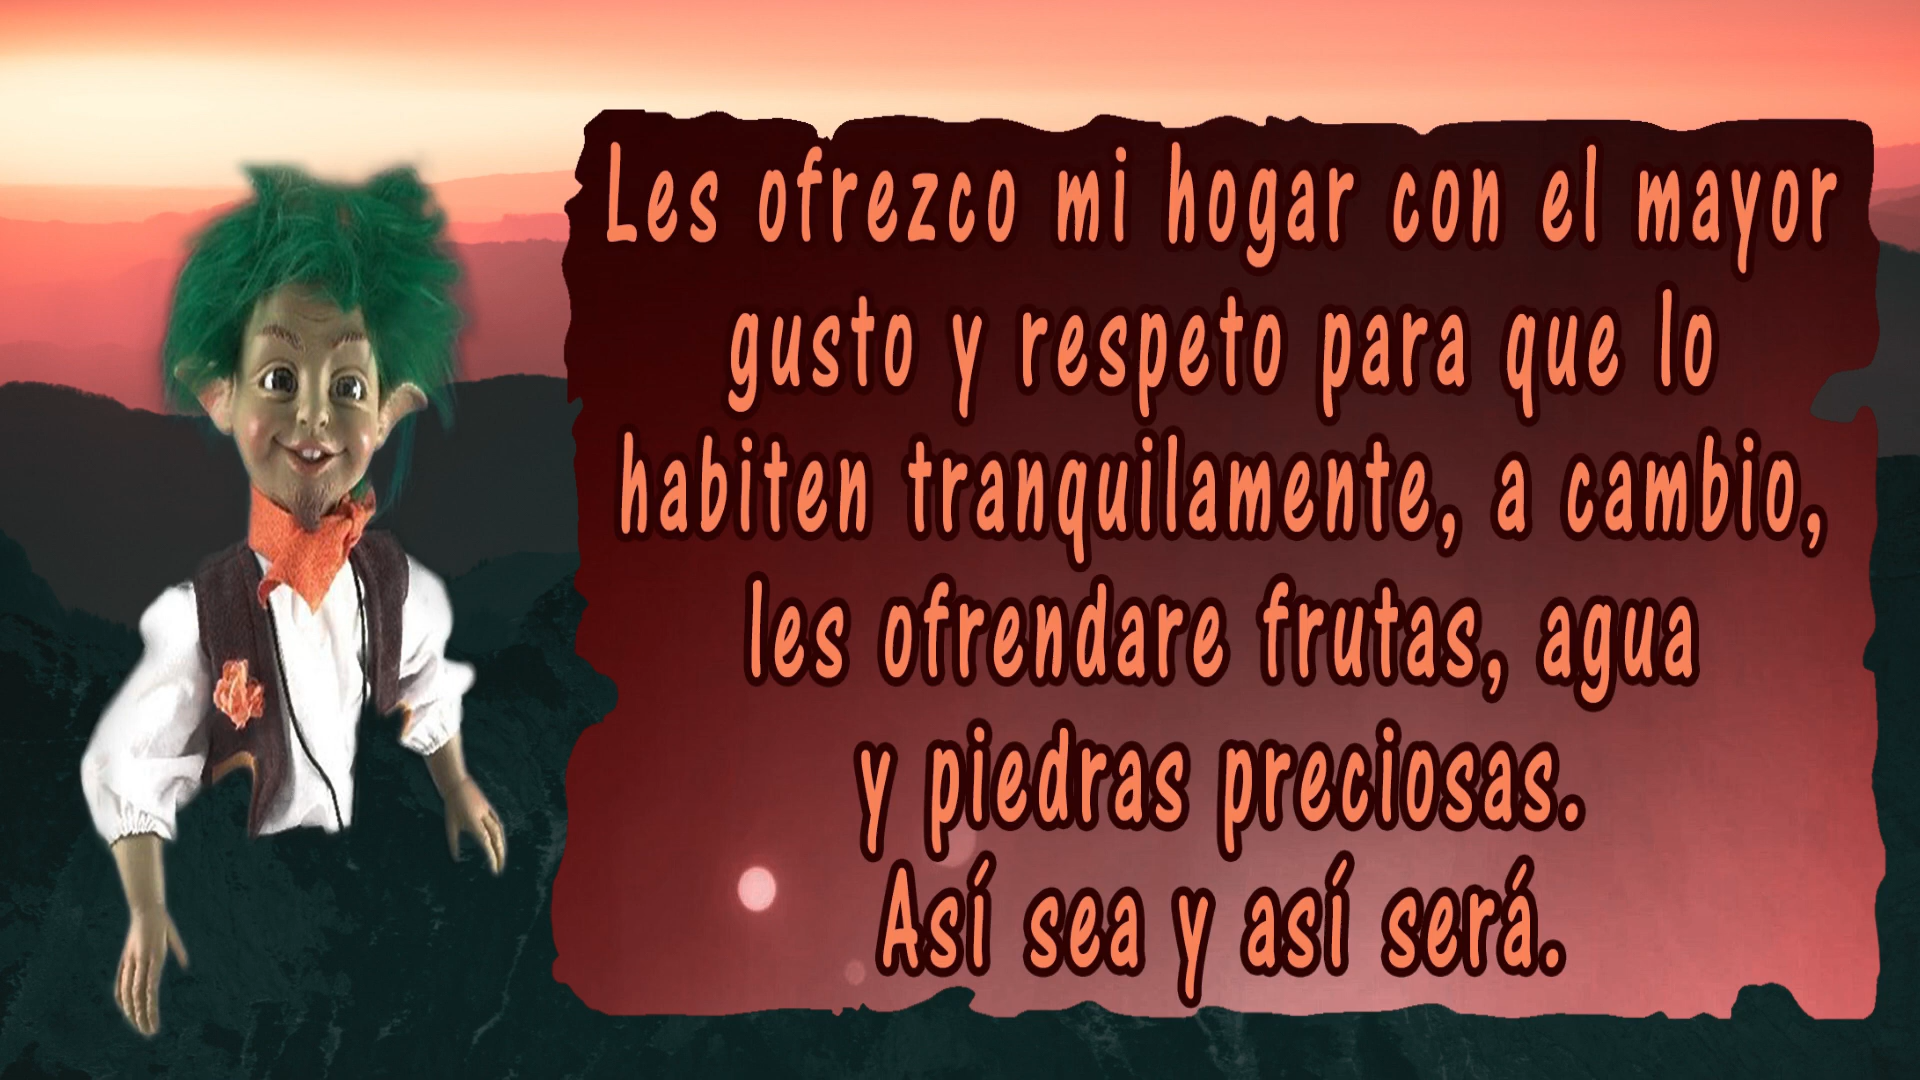 Les ofrezco mi hogar con el mayor
gusto y respeto para que lo
habiten tranquilamente, a cambio,
les ofrendare frutas, agua
y piedras preciosas.
Así sea y así será.